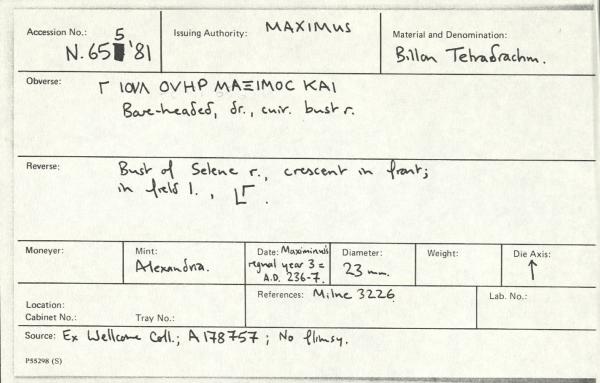 Accession No.: N.65 5 '81
Issuing Authority: MAXIMUS
Material and Denomination: Billon Tetradrachm.
Obverse: Γ ΙΟVΛ ΟVΗΡ ΜΑΞΙΜΟC ΚΑΙ
Bare-headed, dr., cuir. bust r.
Reverse: Bust of Selene r., crescent in front;
in field l., LΓ.
Moneyer:
Mint: Alexandria.
Date: Maximinus'
regnal year 3 =
A.D. 236-7.
Diameter: 23 mm.
Weight:
Die Axis: ↑
Location:
Cabinet No.:
Tray No.:
References: Milne 3226
Lab. No.:
Source: Ex Wellcome Coll.; A178757; No flimsy.
P55298 (S)